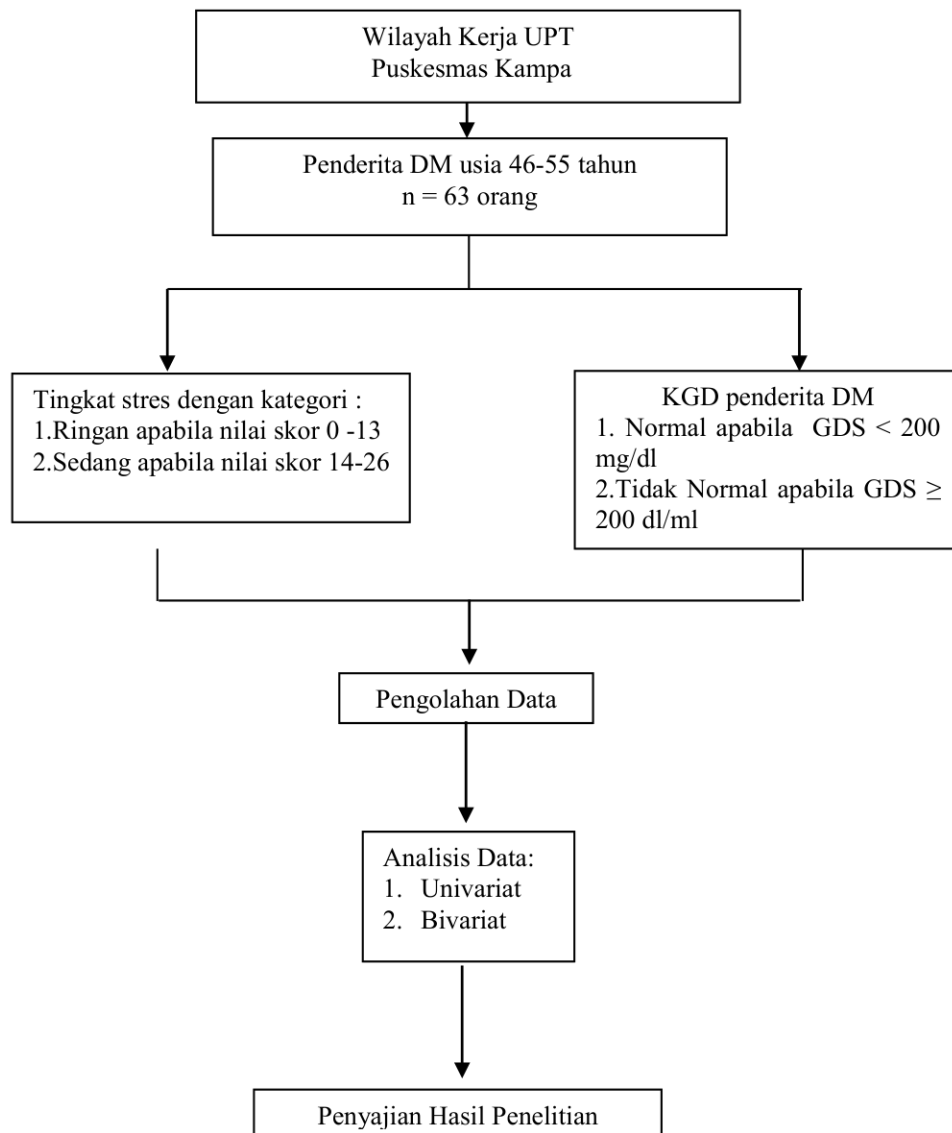 Wilayah Kerja UPT
Puskesmas Kampa
Penderita DM usia 46-55 tahun
n = 63 orang
Tingkat stres dengan kategori :
1.Ringan apabila nilai skor 0 -13
2.Sedang apabila nilai skor 14-26
KGD penderita DM
1. Normal apabila GDS < 200
mg/dl
2.Tidak Normal apabila GDS ≥
200 dl/ml
Pengolahan Data
Analisis Data:
1. Univariat
2. Bivariat
Penyajian Hasil Penelitian